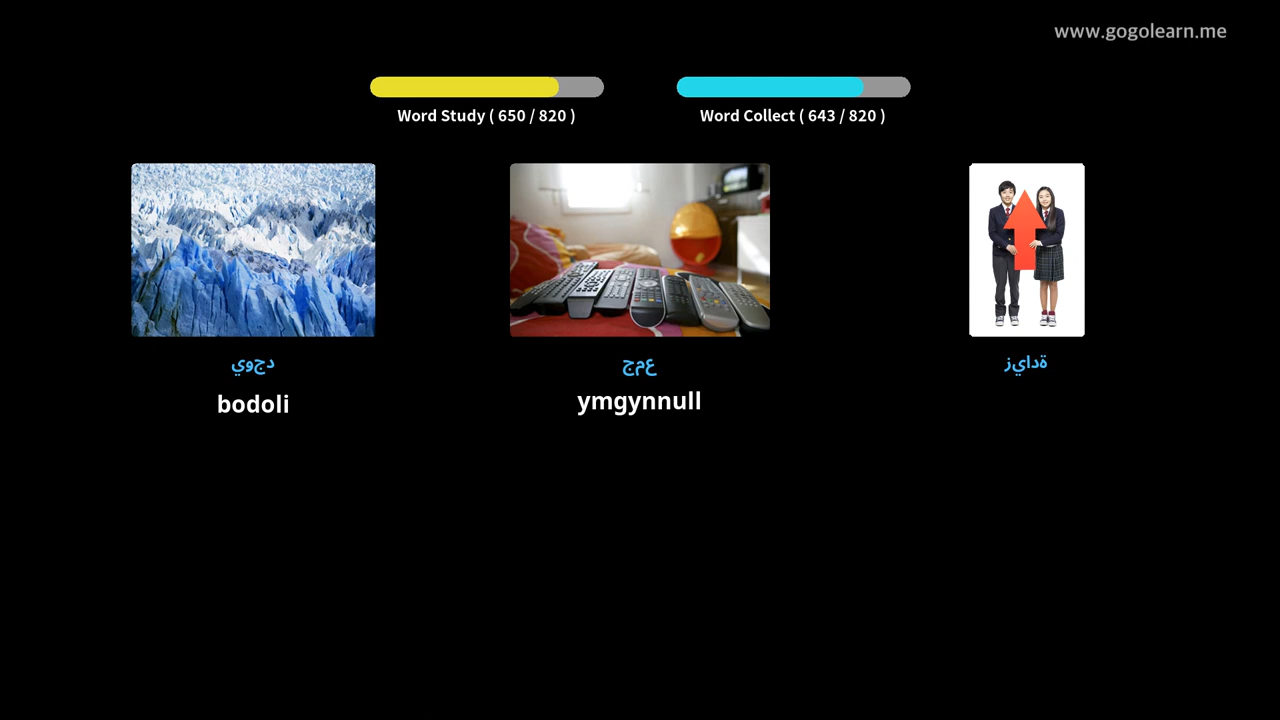 www.gogolearn.me
Word Study ( 650 / 820 )
Word Collect ( 643 / 820 )
دجوي
عمج
ةدايز
bodoli
ymgynnull